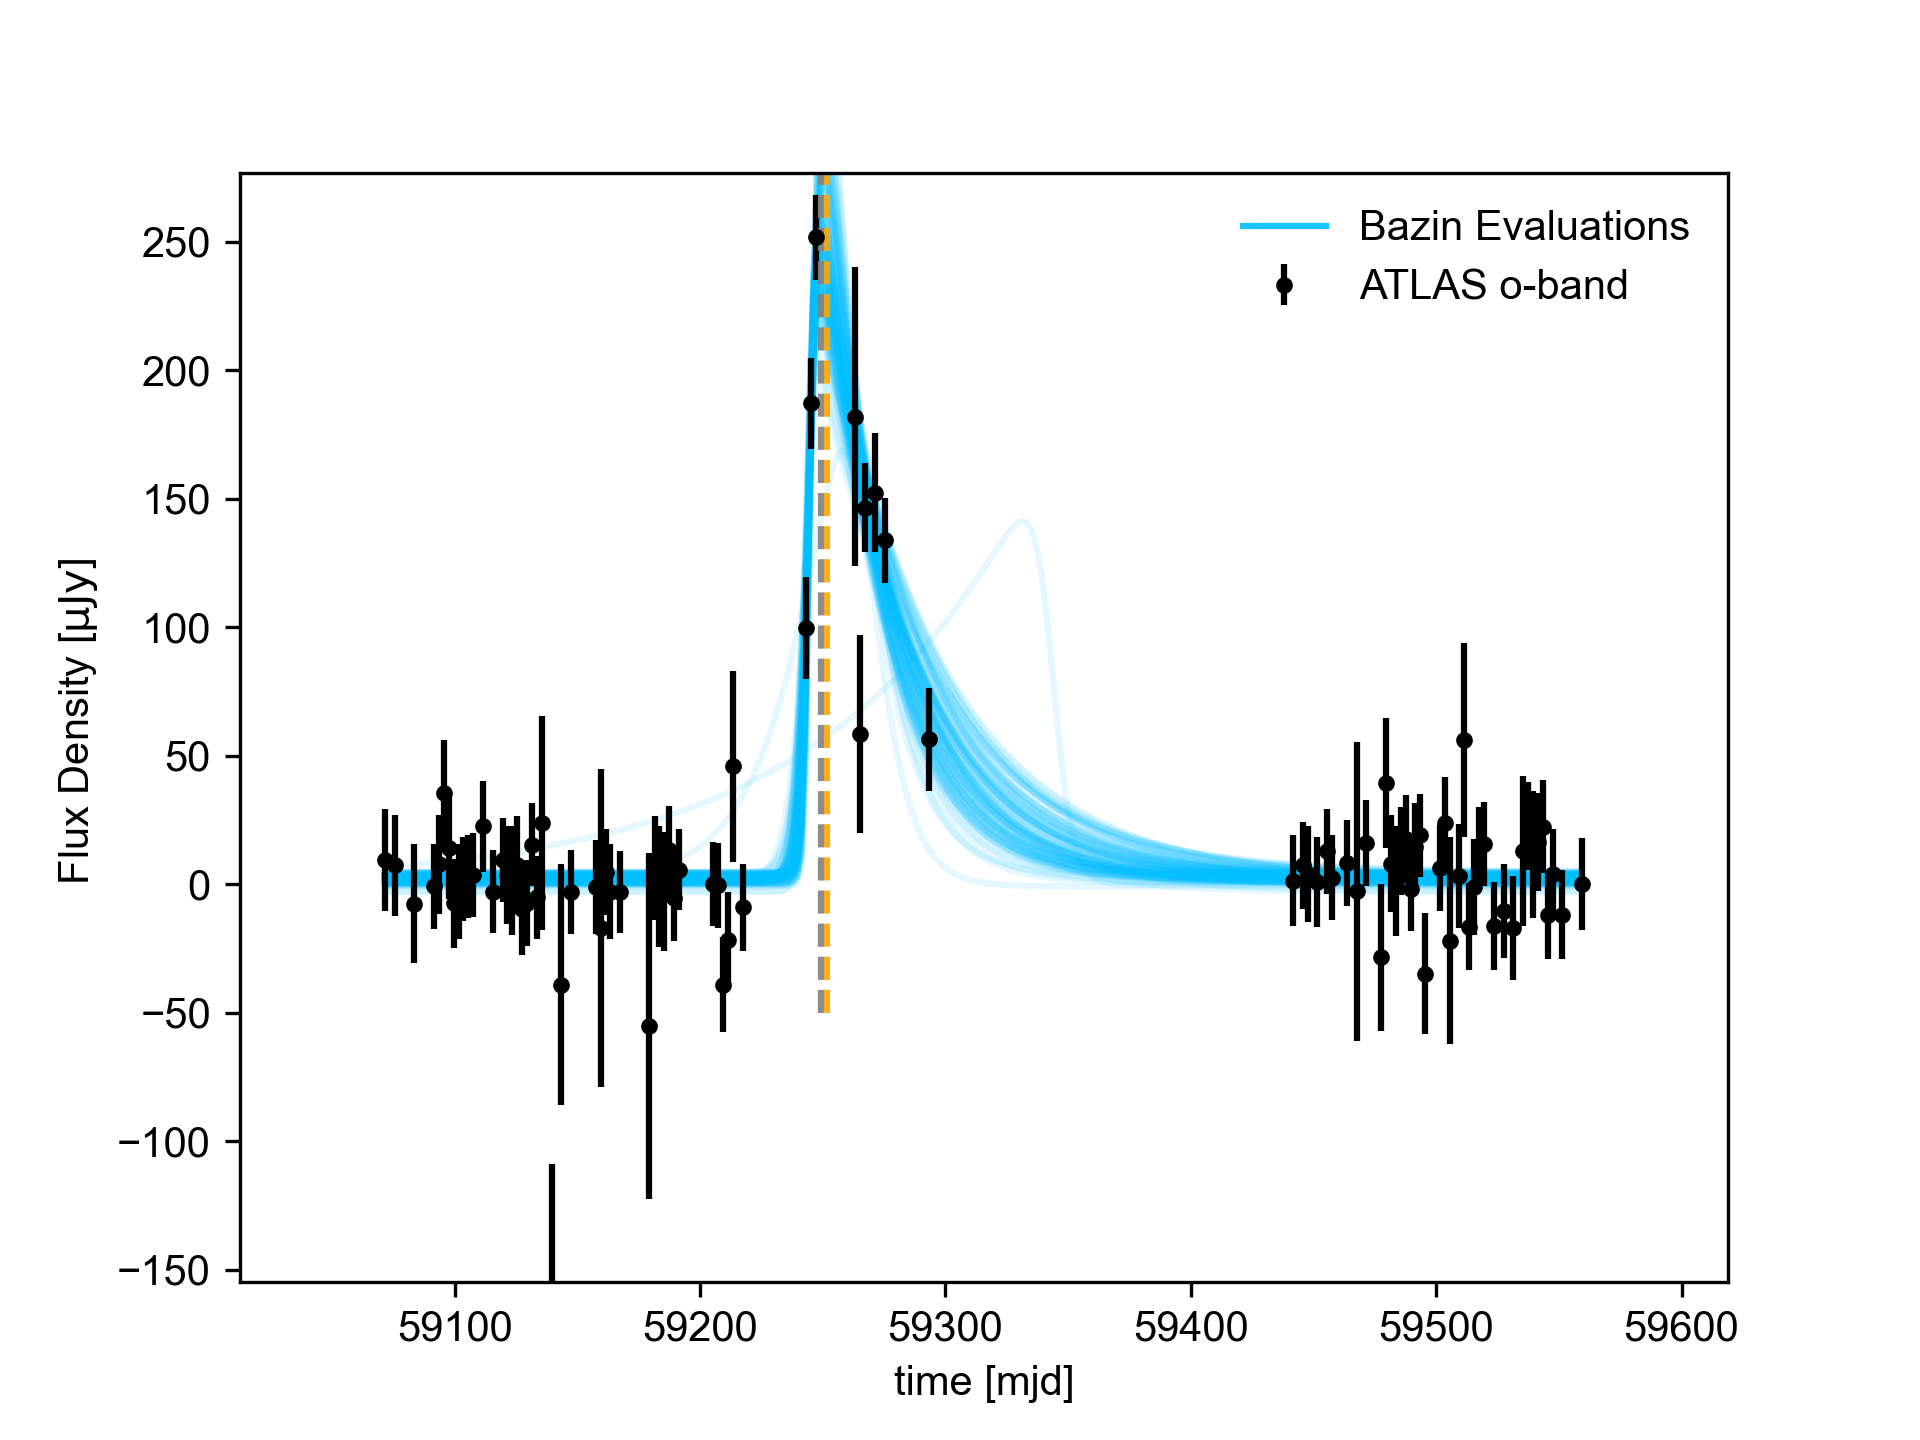 Bazin Evaluations
ATLAS o-band
Flux Density [µJy]
250
200
150
100
50
0
−50
−100
−150
59100 59200 59300 59400 59500 59600
time [mjd]